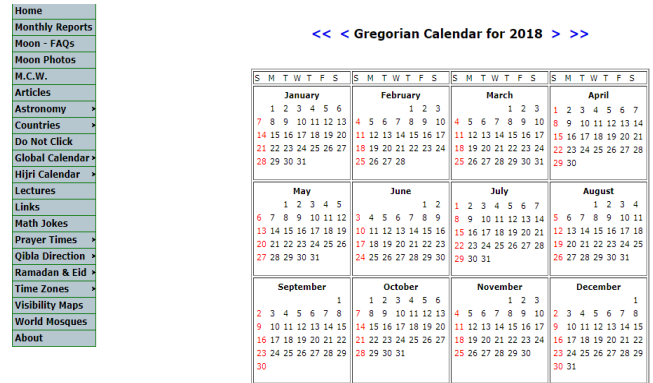 Home
Monthly Reports
Moon - FAQs
Moon Photos
M.C.W.
Articles
Astronomy
Countries
Do Not Click
Global Calendar
Hijri Calendar
Lectures
Links
Math Jokes
Prayer Times
Qibla Direction
Ramadan & Eid
Time Zones
Visibility Maps
World Mosques
About
<< < Gregorian Calendar for 2018 > >>
S M T W T F S S M T W T F S S M T W T F S S M T W T F S
January
1 2 3 4 5 6
7 8 9 10 11 12 13
14 15 16 17 18 19 20
21 22 23 24 25 26 27
28 29 30 31
February
1 2 3
4 5 6 7 8 9 10
11 12 13 14 15 16 17
18 19 20 21 22 23 24
25 26 27 28
March
1 2 3
4 5 6 7 8 9 10
11 12 13 14 15 16 17
18 19 20 21 22 23 24
25 26 27 28 29 30 31
April
1 2 3 4 5 6 7
8 9 10 11 12 13 14
15 16 17 18 19 20 21
22 23 24 25 26 27 28
29 30
May
1 2 3 4 5
6 7 8 9 10 11 12
13 14 15 16 17 18 19
20 21 22 23 24 25 26
27 28 29 30 31
June
1 2
3 4 5 6 7 8 9
10 11 12 13 14 15 16
17 18 19 20 21 22 23
24 25 26 27 28 29 30
July
1 2 3 4 5 6 7
8 9 10 11 12 13 14
15 16 17 18 19 20 21
22 23 24 25 26 27 28
29 30 31
August
1 2 3 4
5 6 7 8 9 10 11
12 13 14 15 16 17 18
19 20 21 22 23 24 25
26 27 28 29 30 31
September
1
2 3 4 5 6 7 8
9 10 11 12 13 14 15
16 17 18 19 20 21 22
23 24 25 26 27 28 29
30
October
1 2 3 4 5 6
7 8 9 10 11 12 13
14 15 16 17 18 19 20
21 22 23 24 25 26 27
28 29 30 31
November
1 2 3
4 5 6 7 8 9 10
11 12 13 14 15 16 17
18 19 20 21 22 23 24
25 26 27 28 29 30
December
1
2 3 4 5 6 7 8
9 10 11 12 13 14 15
16 17 18 19 20 21 22
23 24 25 26 27 28 29
30 31